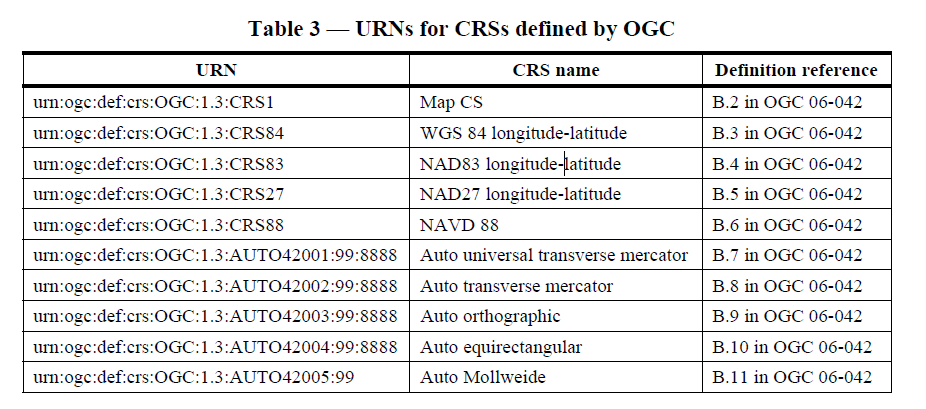 Table 3 — URNs for CRSs defined by OGC
URN CRS name Definition reference
urn:ogc:def:crs:OGC:1.3:CRS1 Map CS B.2 in OGC 06-042
urn:ogc:def:crs:OGC:1.3:CRS84 WGS 84 longitude-latitude B.3 in OGC 06-042
urn:ogc:def:crs:OGC:1.3:CRS83 NAD83 longitude-latitude B.4 in OGC 06-042
urn:ogc:def:crs:OGC:1.3:CRS27 NAD27 longitude-latitude B.5 in OGC 06-042
urn:ogc:def:crs:OGC:1.3:CRS88 NAVD 88 B.6 in OGC 06-042
urn:ogc:def:crs:OGC:1.3:AUTO42001:99:8888 Auto universal transverse mercator B.7 in OGC 06-042
urn:ogc:def:crs:OGC:1.3:AUTO42002:99:8888 Auto transverse mercator B.8 in OGC 06-042
urn:ogc:def:crs:OGC:1.3:AUTO42003:99:8888 Auto orthographic B.9 in OGC 06-042
urn:ogc:def:crs:OGC:1.3:AUTO42004:99:8888 Auto equirectangular B.10 in OGC 06-042
urn:ogc:def:crs:OGC:1.3:AUTO42005:99 Auto Mollweide B.11 in OGC 06-042